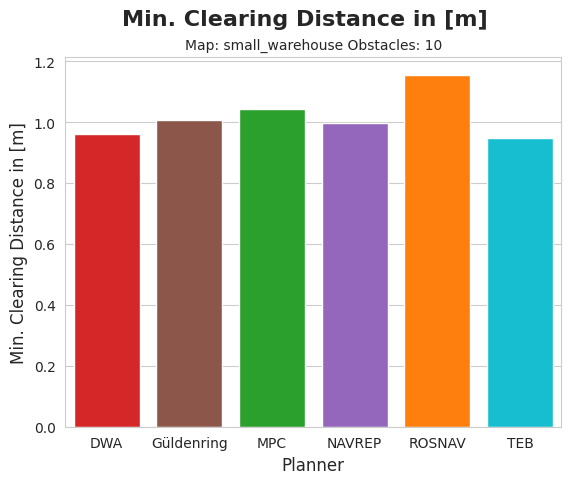 Min. Clearing Distance in [m]
Map: small_warehouse Obstacles: 10
Min. Clearing Distance in [m]
1.2
1.0
0.8
0.6
0.4
0.2
0.0
DWA Güldenring MPC NAVREP ROSNAV TEB
Planner